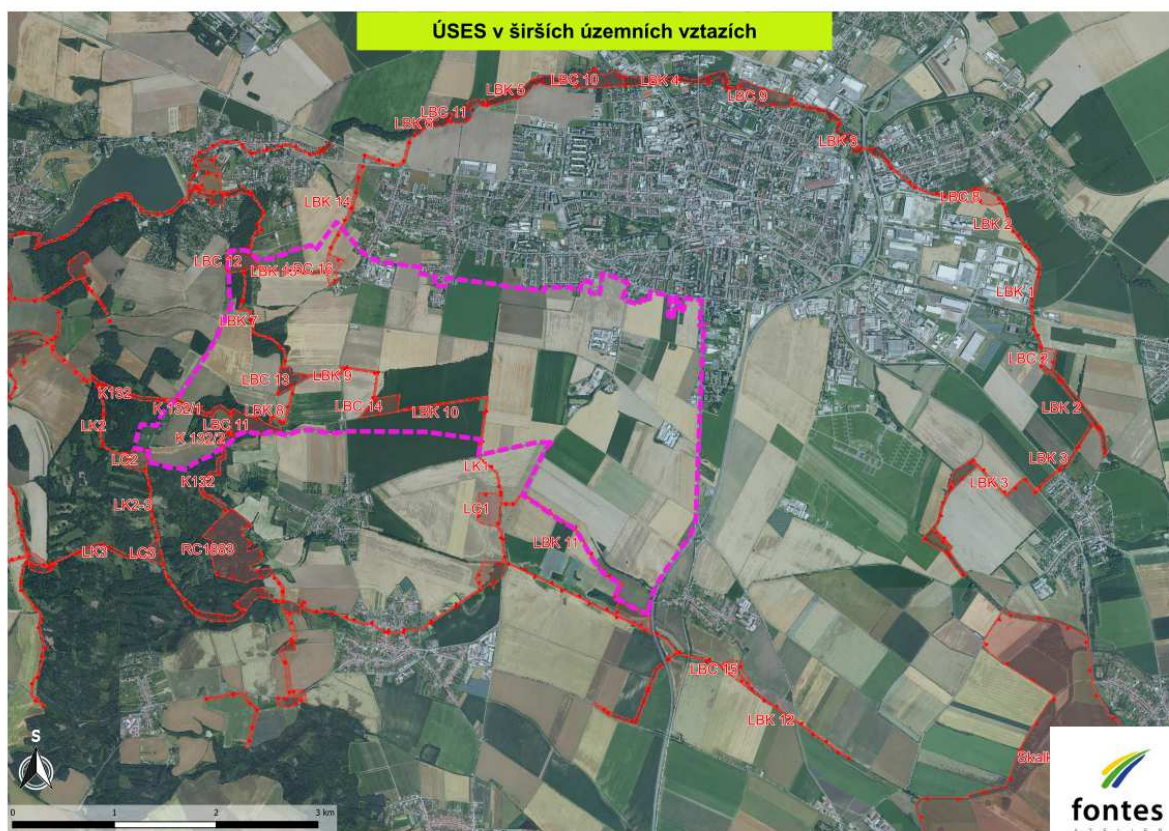 ÚSES v širších územních vztazích
LBC 10
LBK 4
LBK 5
LBC 9
LBC 11
LBK 6
LBK 3
LBK 14
LBC 8
LBK 2
LBC 12
LBK 1
LBK 7
LBC 2
LBC 13
LBK 9
K132
K 132/1
LBC 14
LBK 10
LBK 2
LBK 8
LBC 11
LK2
K 132/2
LC2
LK1
LBK 3
K132
LBK 3
LK2-3
LC1
RC1883
LBK 11
LK3
LC3
LBC 15
LBK 12
S
0 1 2 3 km
fontes